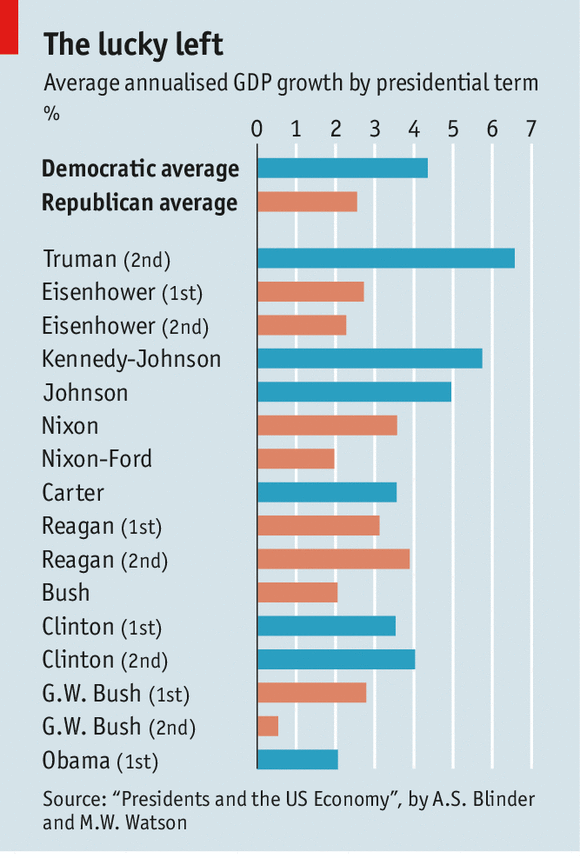 The lucky left
Average annualised GDP growth by presidential term
%
0 1 2 3 4 5 6 7
Democratic average
Republican average
Truman (2nd)
Eisenhower (1st)
Eisenhower (2nd)
Kennedy-Johnson
Johnson
Nixon
Nixon-Ford
Carter
Reagan (1st)
Reagan (2nd)
Bush
Clinton (1st)
Clinton (2nd)
G.W. Bush (1st)
G.W. Bush (2nd)
Obama (1st)
Source: “Presidents and the US Economy”, by A.S. Blinder
and M.W. Watson